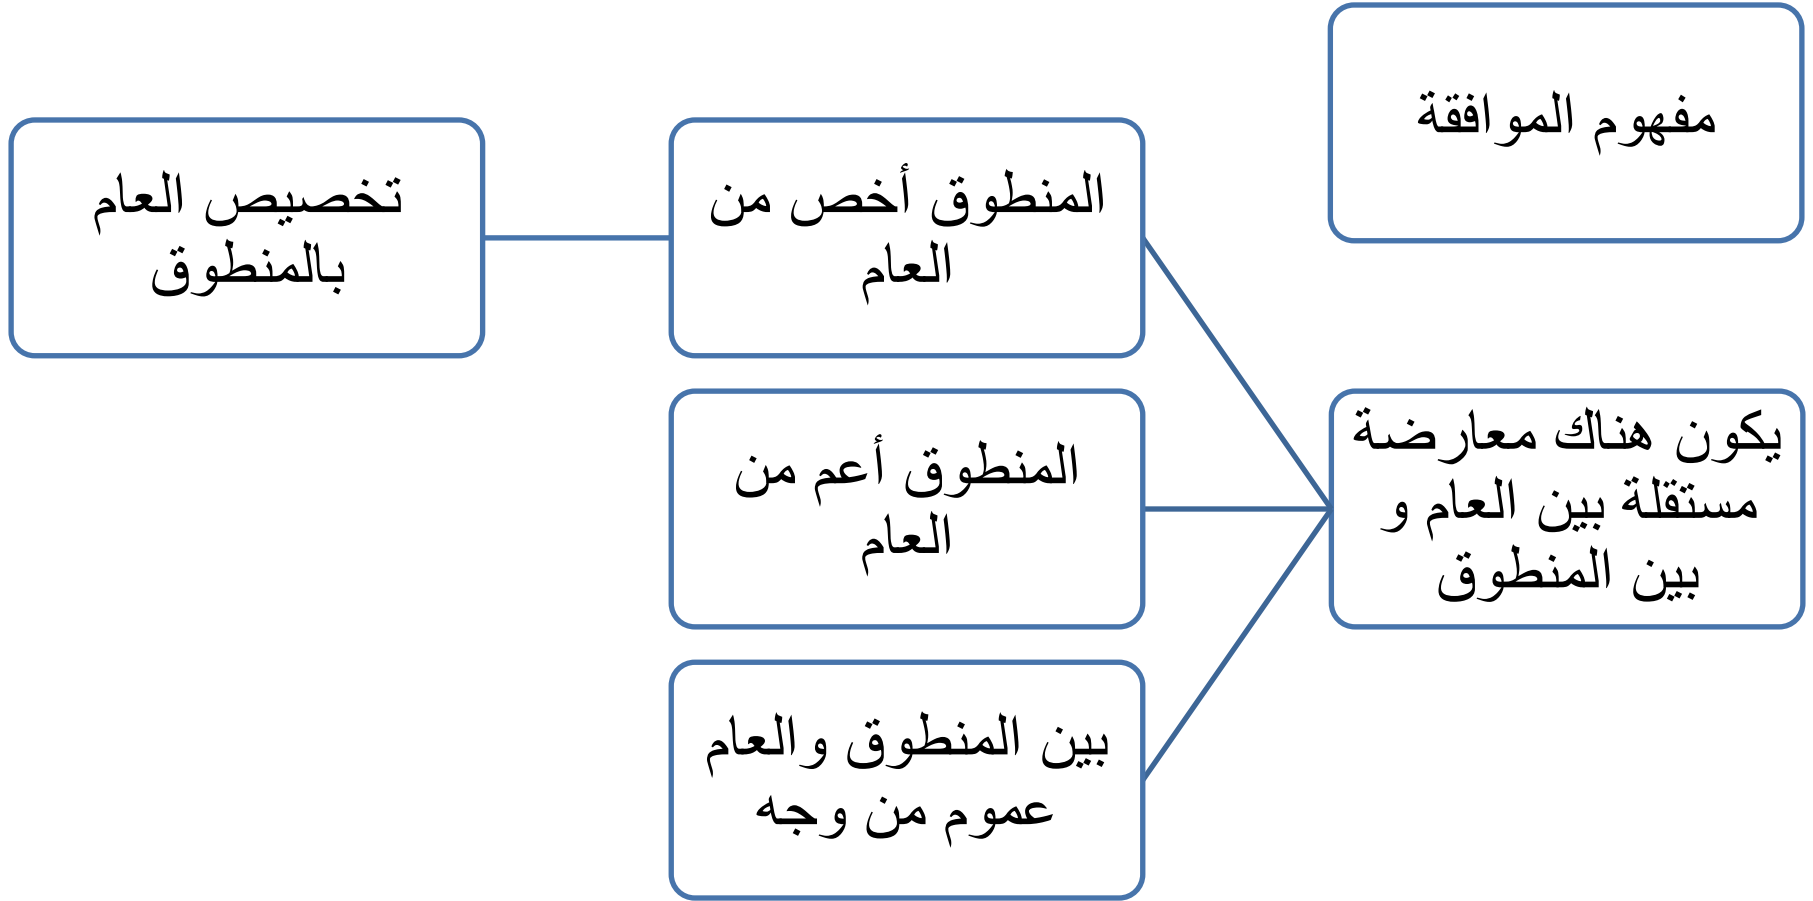 مفهوم الموافقة
يكون هناك معارضة
مستقلة بين العام و
بين المنطوق
المنطوق أخص من
العام
تخصيص العام
بالمنطوق
المنطوق أعم من
العام
بين المنطوق والعام
عموم من وجه